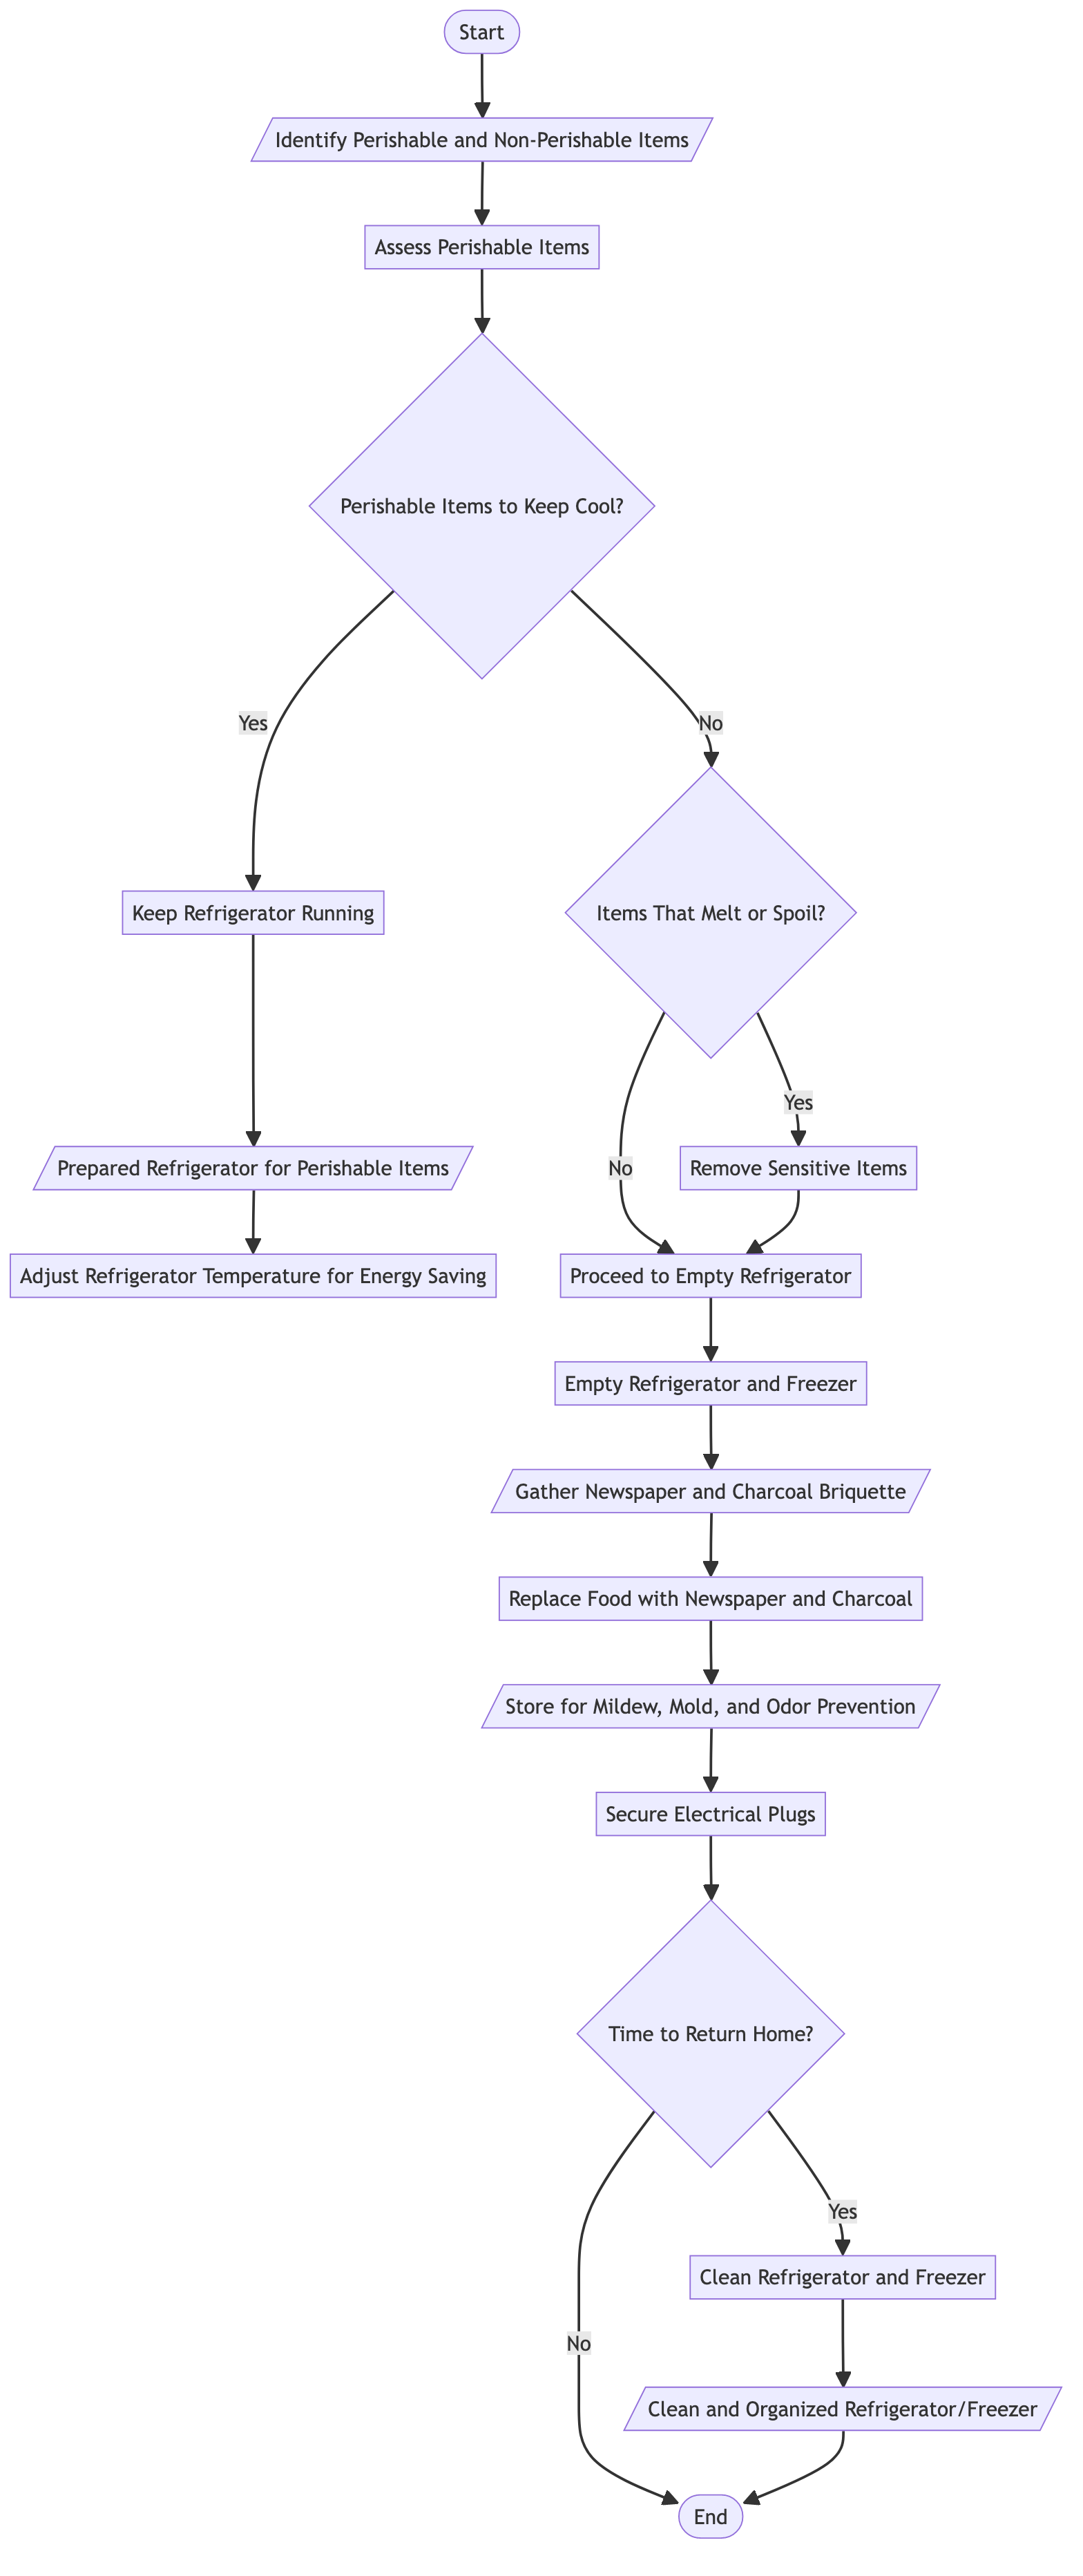 Start
Identify Perishable and Non-Perishable Items
Assess Perishable Items
Perishable Items to Keep Cool?
Yes
No
Keep Refrigerator Running
Items That Melt or Spoil?
Yes
No
Prepared Refrigerator for Perishable Items
Remove Sensitive Items
Adjust Refrigerator Temperature for Energy Saving
Proceed to Empty Refrigerator
Empty Refrigerator and Freezer
Gather Newspaper and Charcoal Briquette
Replace Food with Newspaper and Charcoal
Store for Mildew, Mold, and Odor Prevention
Secure Electrical Plugs
Time to Return Home?
Yes
Clean Refrigerator and Freezer
No
Clean and Organized Refrigerator/Freezer
End